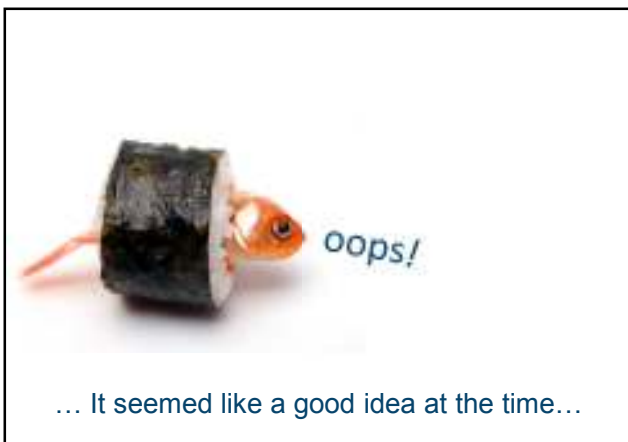 oops!
… It seemed like a good idea at the time…